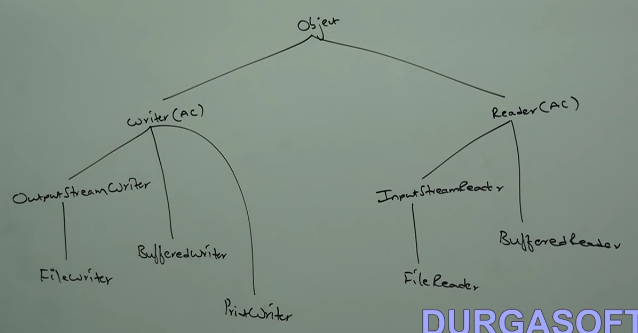 Object
Writer(AC)
Reader(AC)
OutputStreamWriter
InputStreamReader
BufferedWriter
BufferedReader
FileWriter
FileReader
PrintWriter
DURGASOFT